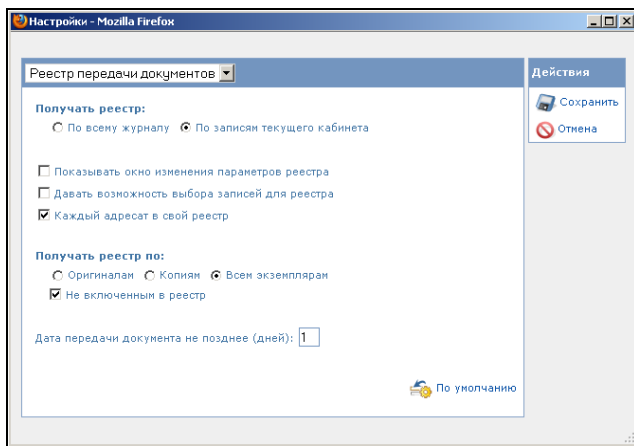 Настройки - Mozilla Firefox
Реестр передачи документов
Действия
Сохранить
Отмена
Получать реестр:
По всему журналу По записям текущего кабинета
Показывать окно изменения параметров реестра
Давать возможность выбора записей для реестра
Каждый адресат в свой реестр
Получать реестр по:
Оригиналам Копиям Всем экземплярам
Не включенным в реестр
Дата передачи документа не позднее (дней): 1
По умолчанию